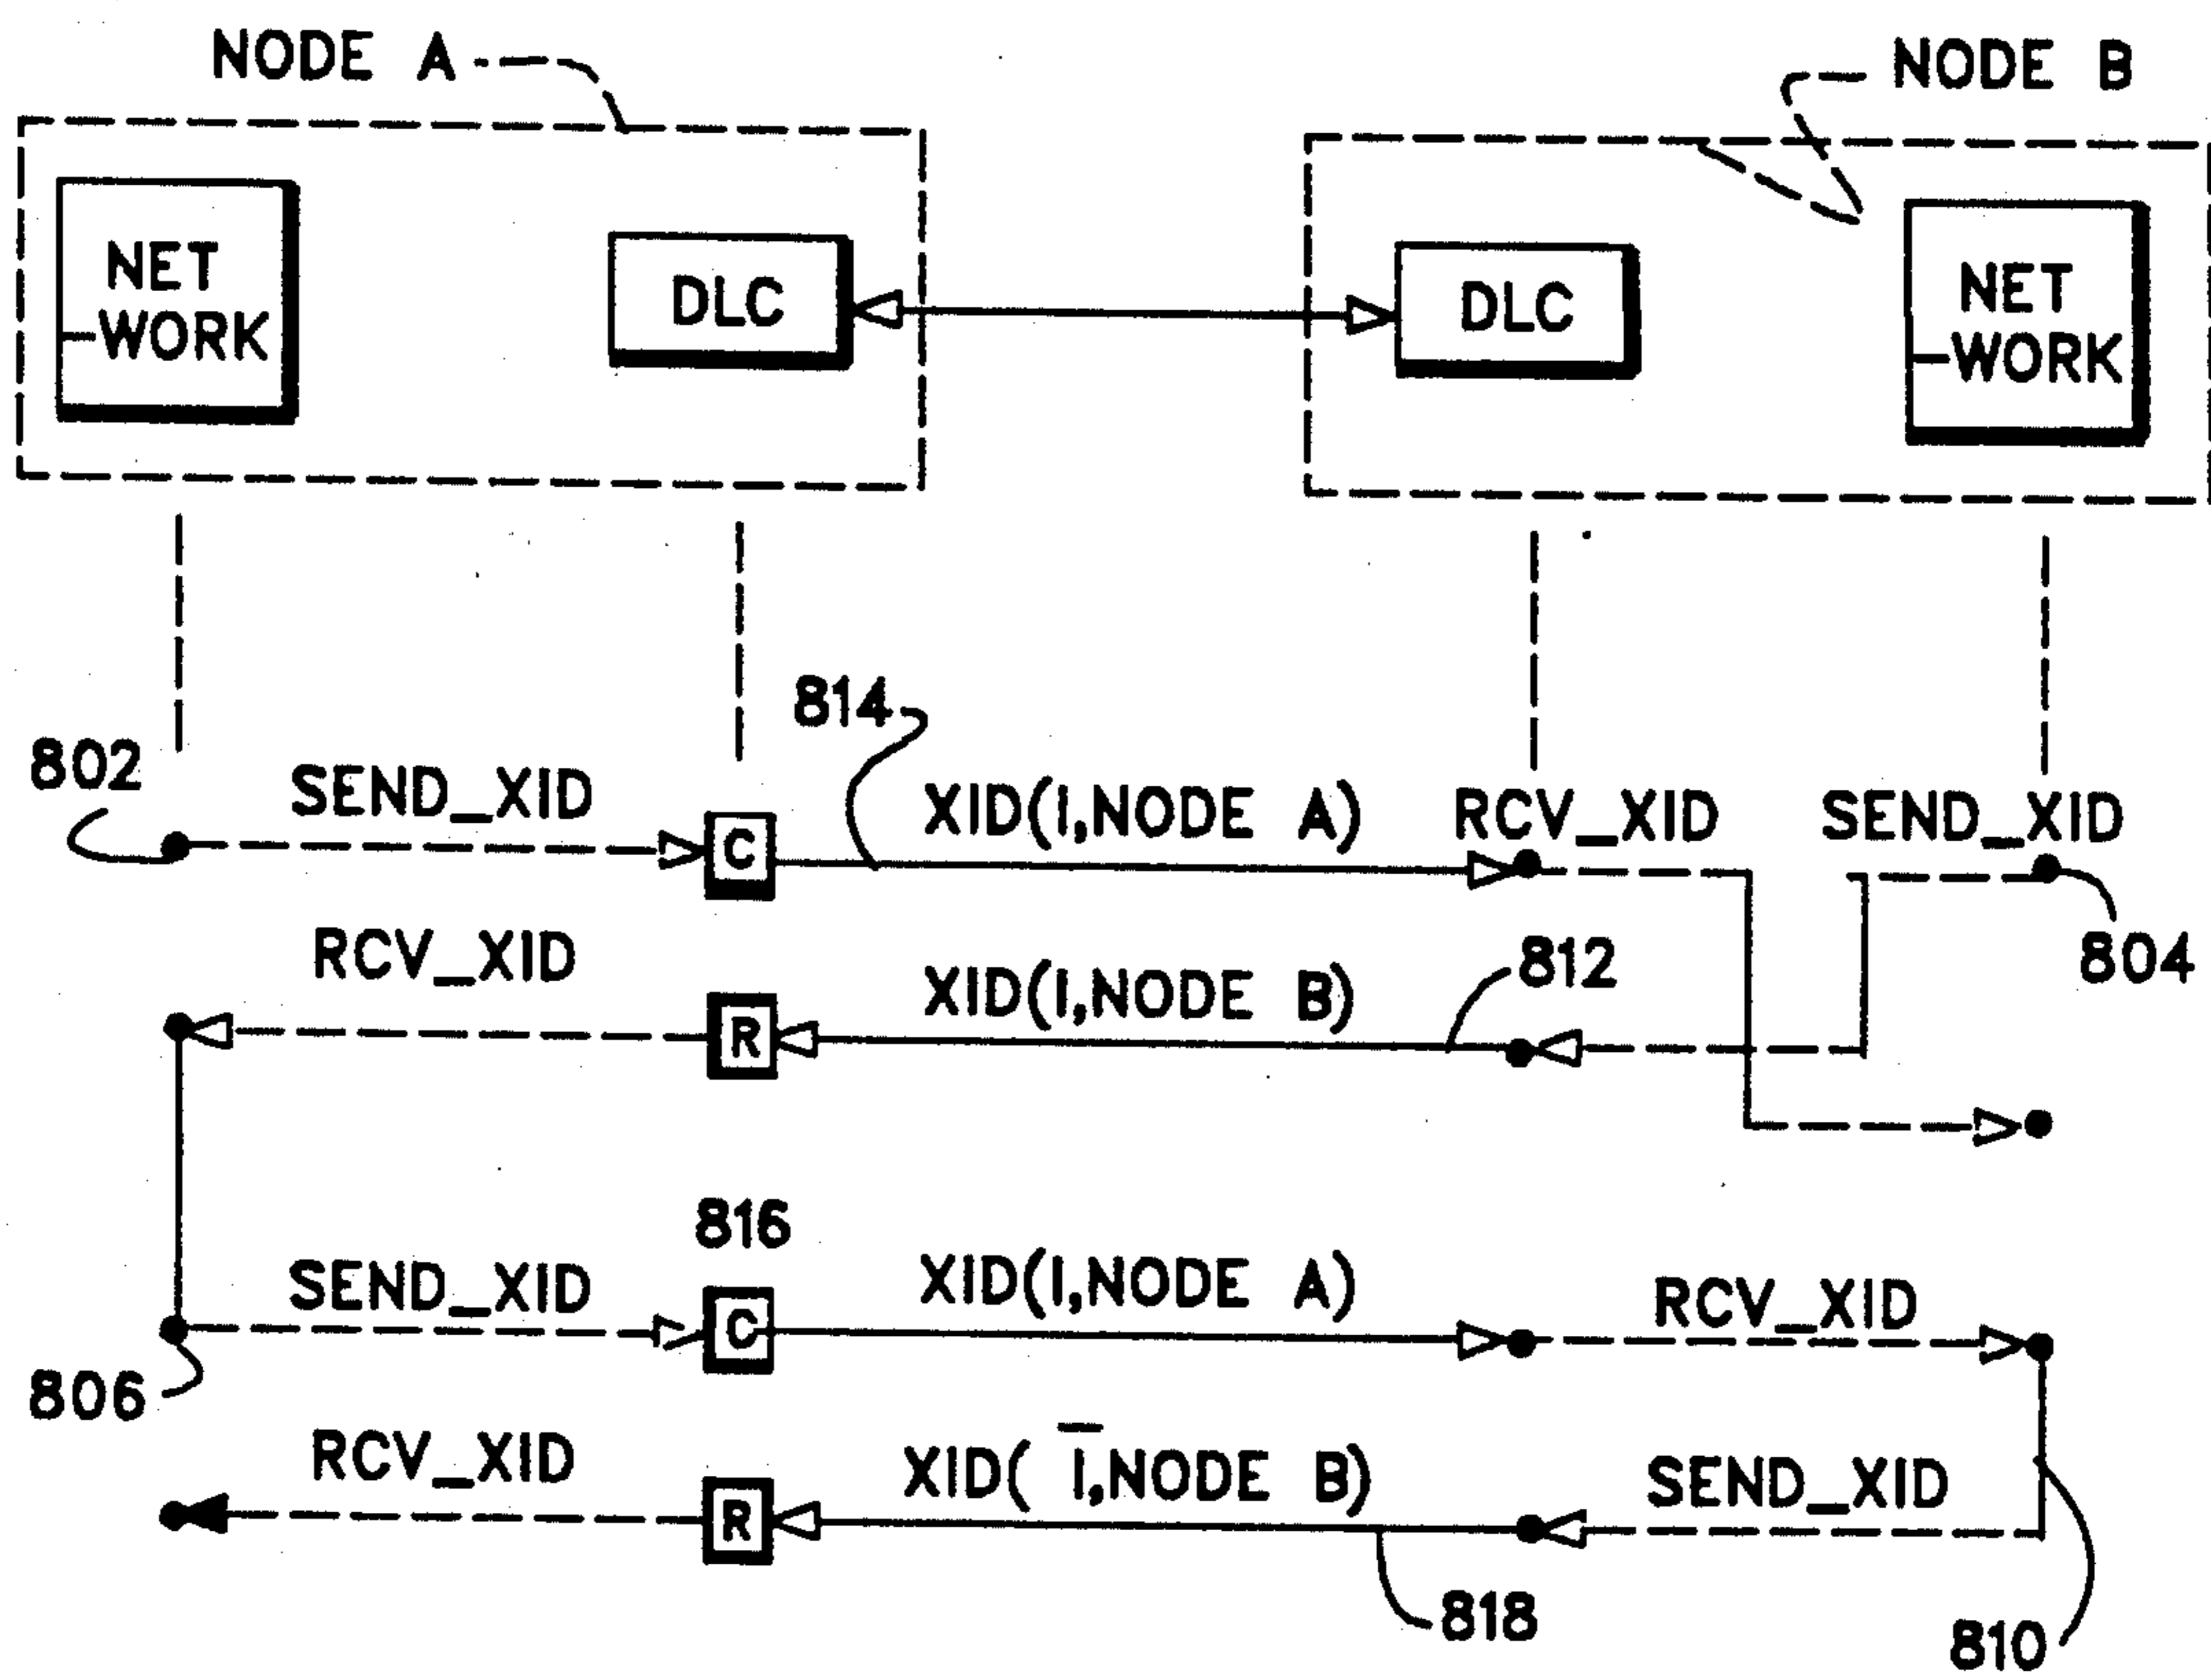 NODE A
NODE B
NET
WORK
DLC
DLC
NET
WORK
814
802
SEND_XID
C
XID(I,NODE A)
RCV_XID
SEND_XID
RCV_XID
R
XID(I,NODE B)
812
804
816
SEND_XID
C
XID(I,NODE A)
RCV_XID
806
RCV_XID
R
XID( Ī,NODE B)
SEND_XID
818
810